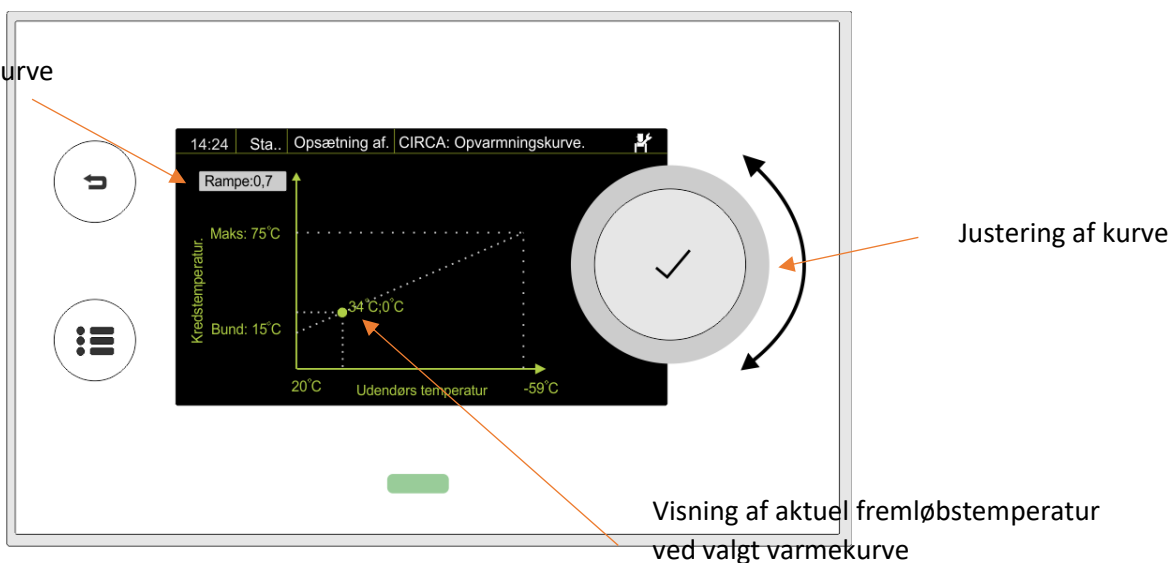 urve
14:24 Sta.. Opsætning af. CIRCA: Opvarmningskurve.
Rampe:0,7
Maks: 75°C
Kredstemperatur.
34°C;0°C
Bund: 15°C
20°C Udendørs temperatur -59°C
Justering af kurve
Visning af aktuel fremløbstemperatur
ved valgt varmekurve